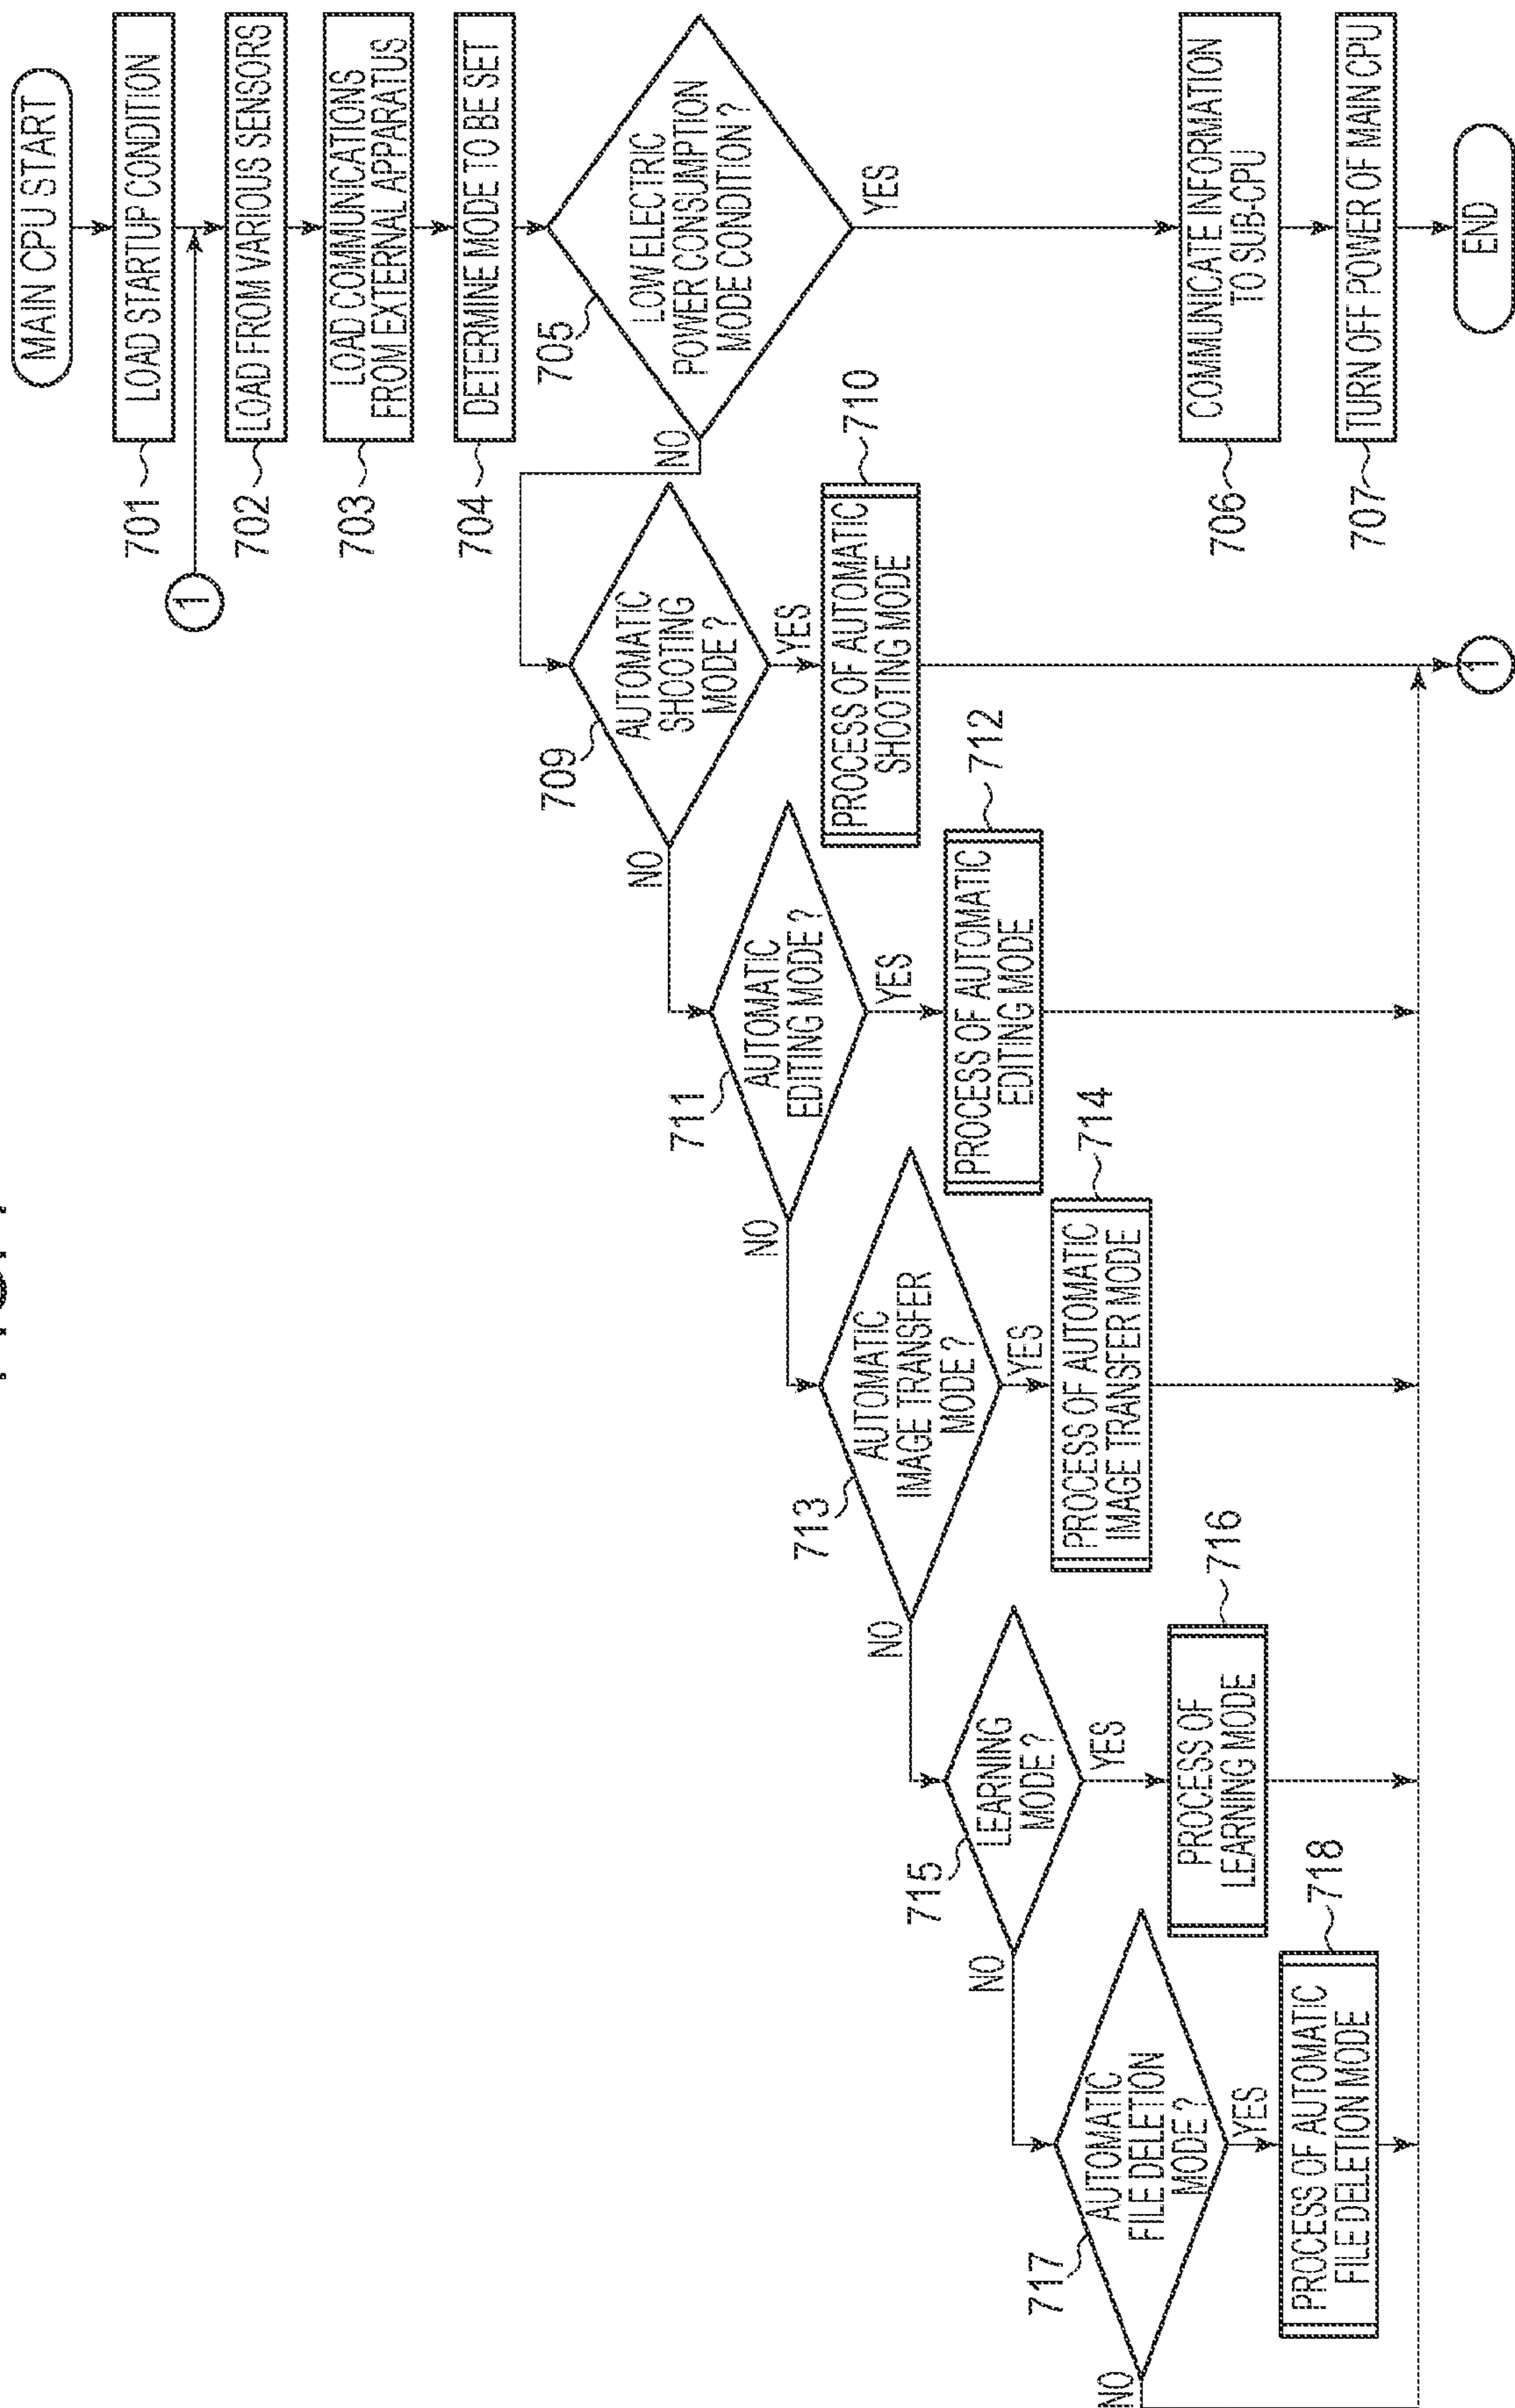 MAIN CPU START
701
LOAD STARTUP CONDITION
1
702
LOAD FROM VARIOUS SENSORS
703
LOAD COMMUNICATIONS
FROM EXTERNAL APPARATUS
704
DETERMINE MODE TO BE SET
705
LOW ELECTRIC
POWER CONSUMPTION
MODE CONDITION ?
NO
YES
709
AUTOMATIC
SHOOTING
MODE ?
NO
YES
710
PROCESS OF AUTOMATIC
SHOOTING MODE
711
AUTOMATIC
EDITING MODE ?
NO
YES
712
PROCESS OF AUTOMATIC
EDITING MODE
713
AUTOMATIC
IMAGE TRANSFER
MODE ?
NO
YES
714
PROCESS OF AUTOMATIC
IMAGE TRANSFER MODE
715
LEARNING
MODE ?
NO
YES
716
PROCESS OF
LEARNING MODE
717
AUTOMATIC
FILE DELETION
MODE ?
NO
YES
718
PROCESS OF AUTOMATIC
FILE DELETION MODE
706
COMMUNICATE INFORMATION
TO SUB-CPU
707
TURN OFF POWER OF MAIN CPU
1
END